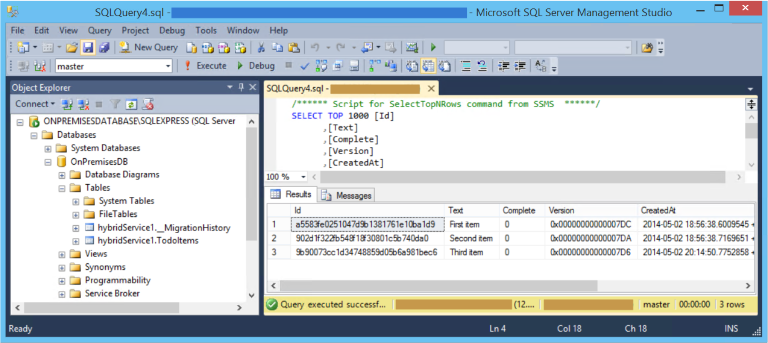 SQLQuery4.sql - - Microsoft SQL Server Management Studio
File Edit View Query Project Debug Tools Window Help
New Query
master Execute Debug
Object Explorer
Connect
ONPREMISESDATABASE\SQLEXPRESS (SQL Server
Databases
System Databases
OnPremisesDB
Database Diagrams
Tables
System Tables
FileTables
hybridService1.__MigrationHistory
hybridService1.TodoItems
Views
Synonyms
Programmability
Service Broker
SQLQuery4.sql -
/****** Script for SelectTopNRows command from SSMS ******/
SELECT TOP 1000 [Id]
,[Text]
,[Complete]
,[Version]
,[CreatedAt]
100 %
Results Messages
Id Text Complete Version CreatedAt
1 a5583fe0251047d9b1381761e10ba1d9 First item 0 0x00000000000007DC 2014-05-02 18:56:38.6009545 +
2 902d1f322fb548f18f30801c5b740da0 Second item 0 0x00000000000007DA 2014-05-02 18:56:38.7169651 -
3 9b90073cc1d34748859d05b6a981bec6 Third item 0 0x00000000000007D6 2014-05-02 20:14:50.7752858 +
Query executed successf... (12.... master 00:00:00 3 rows
Ready Ln 4 Col 18 Ch 18 INS